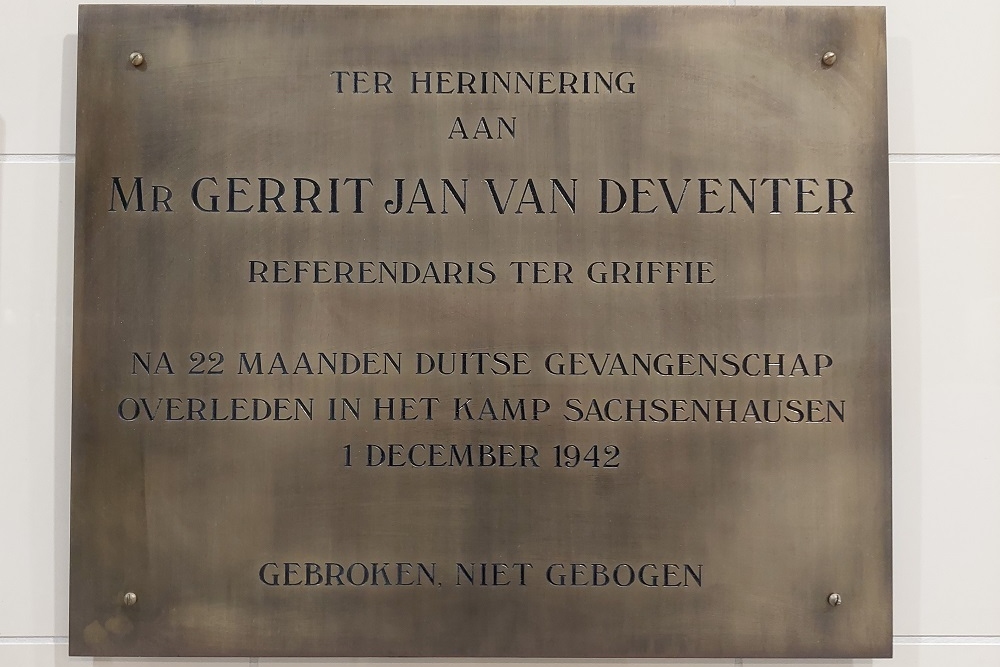 TER HERINNERING
AAN
MR GERRIT JAN VAN DEVENTER
REFERENDARIS TER GRIFFIE
NA 22 MAANDEN DUITSE GEVANGENSCHAP
OVERLEDEN IN HET KAMP SACHSENHAUSEN
1 DECEMBER 1942
GEBROKEN, NIET GEBOGEN